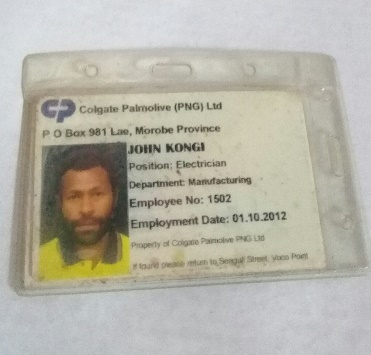 CP Colgate Palmolive (PNG) Ltd
P O Box 981 Lae, Morobe Province
JOHN KONGI
Position: Electrician
Department: Manufacturing
Employee No: 1502
Employment Date: 01.10.2012
Property of Colgate Palmolive PNG Ltd
If found please return to Seagull Street, Voco Point